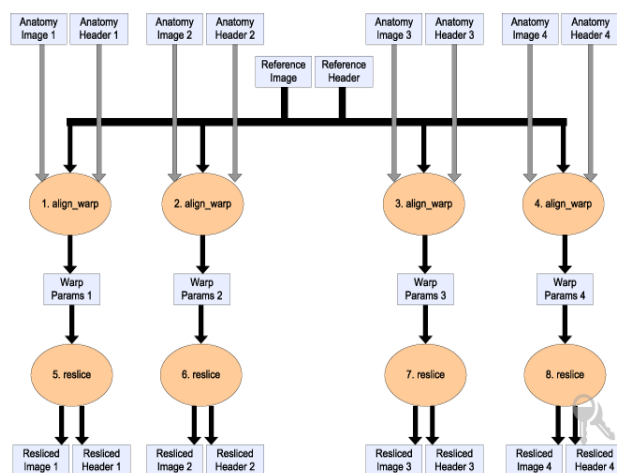 Anatomy
Image 1
Anatomy
Header 1
Anatomy
Image 2
Anatomy
Header 2
Anatomy
Image 3
Anatomy
Header 3
Anatomy
Image 4
Anatomy
Header 4
Reference
Image
Reference
Header
1. align_warp
2. align_warp
3. align_warp
4. align_warp
Warp
Params 1
Warp
Params 2
Warp
Params 3
Warp
Params 4
5. reslice
6. reslice
7. reslice
8. reslice
Resliced
Image 1
Resliced
Header 1
Resliced
Image 2
Resliced
Header 2
Resliced
Image 3
Resliced
Header 3
Resliced
Image 4
Resliced
Header 4